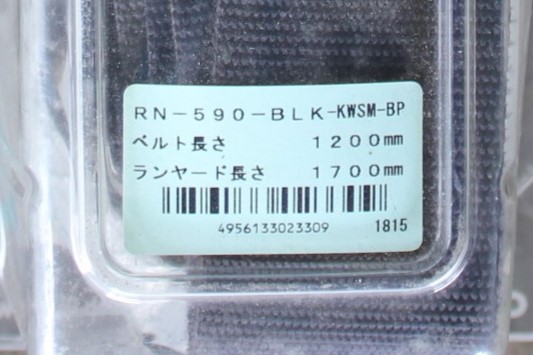 RN-590-BLK-KWSM-BP
ベルト長さ 1200mm
ランヤード長さ 1700mm
4956133023309 1815